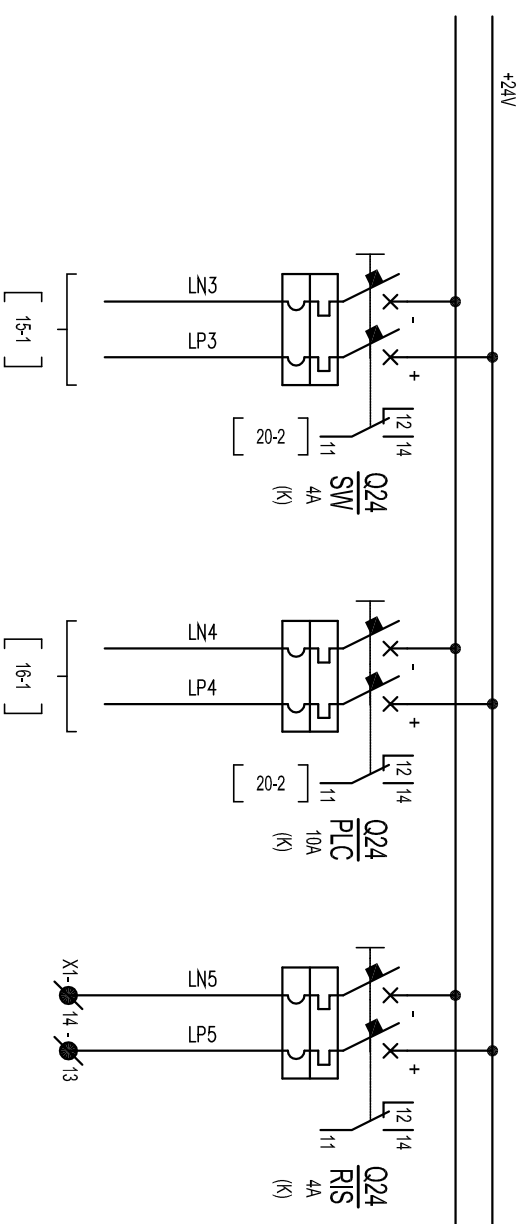 +24V
LN3
LP3
-
+
12
14
11
[ 20-2 ]
[ 15-1 ]
Q24
SW
4A
(K)
LN4
LP4
-
+
12
14
11
[ 20-2 ]
[ 16-1 ]
Q24
PLC
10A
(K)
LN5
LP5
-
+
12
14
11
X1- 14 - 13
Q24
RIS
4A
(K)